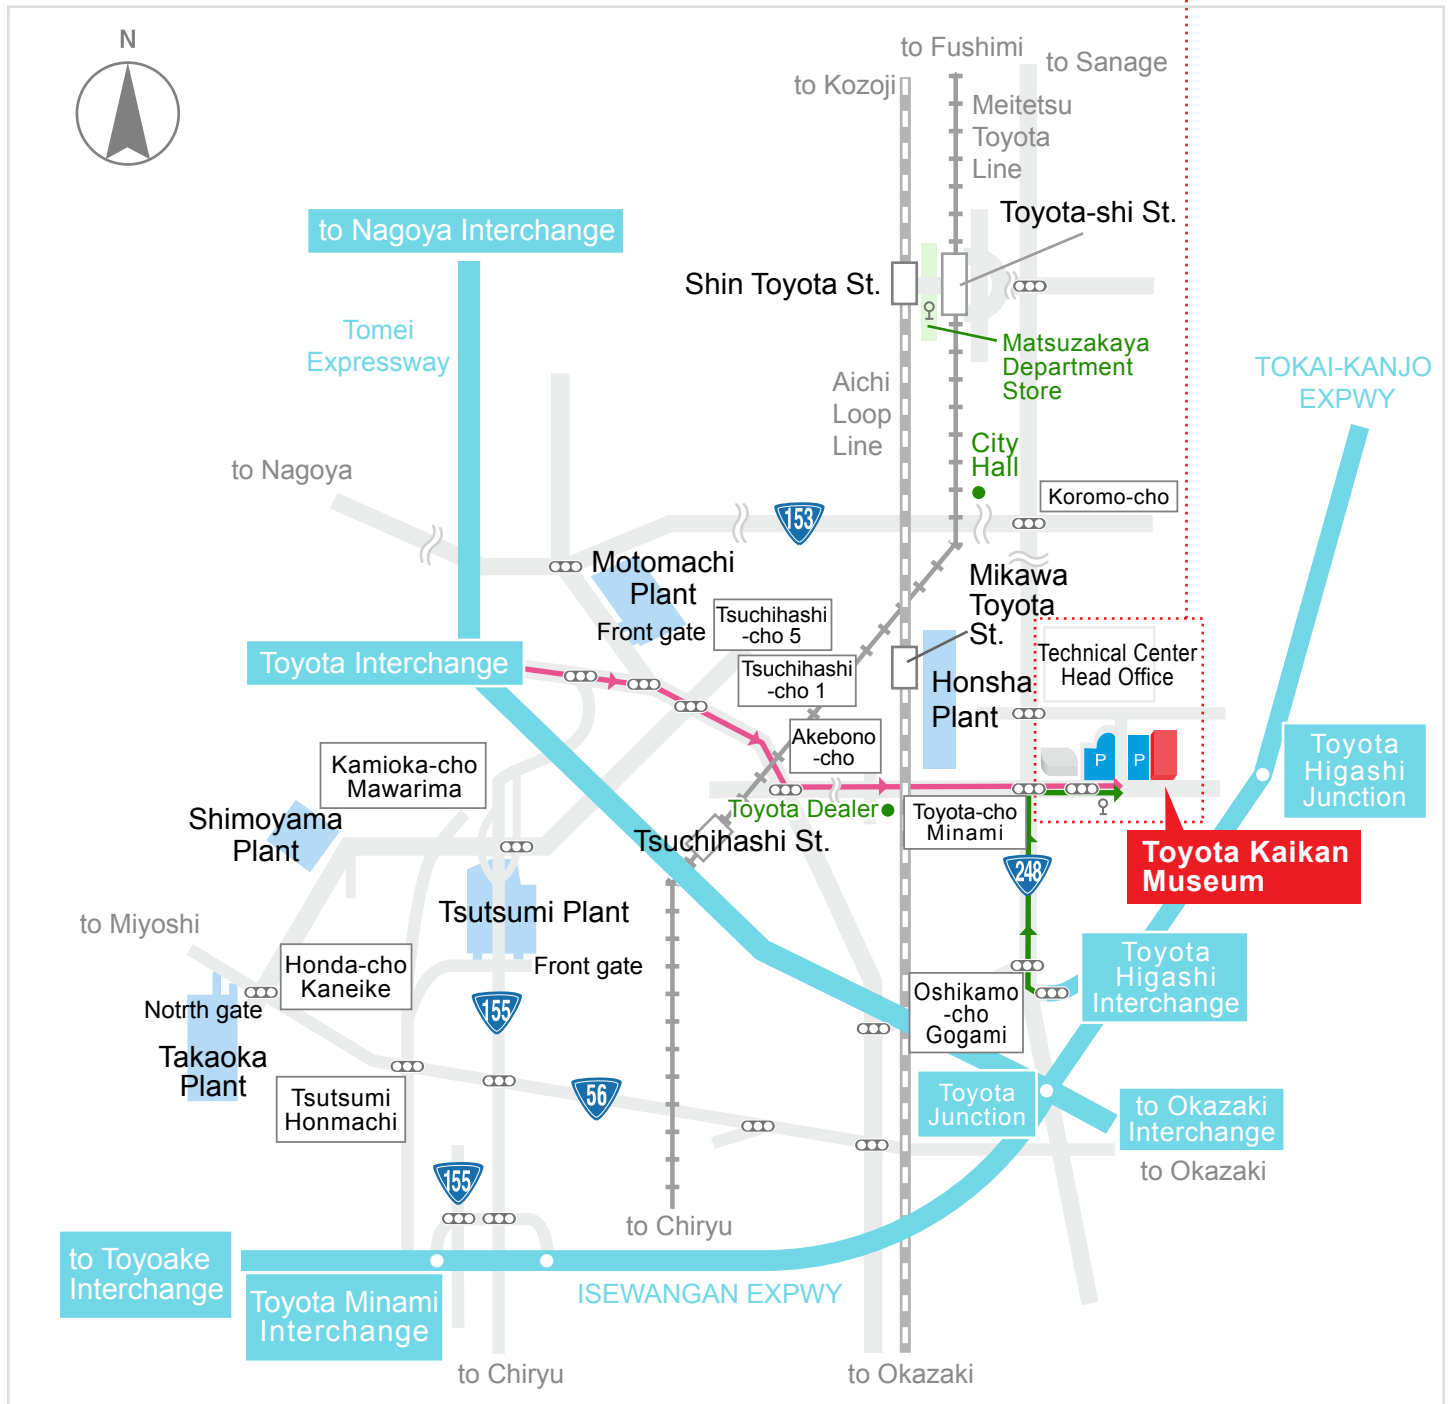 N
to Fushimi
to Sanage
to Kozoji
Meitetsu
Toyota
Line
Toyota-shi St.
to Nagoya Interchange
Shin Toyota St.
Tomei
Expressway
Matsuzakaya
Department
Store
TOKAI-KANJO
EXPWY
Aichi
Loop
Line
City
Hall
to Nagoya
Koromo-cho
153
Motomachi
Plant
Front gate
Mikawa
Toyota
St.
Tsuchihashi
-cho 5
Toyota Interchange
Tsuchihashi
-cho 1
Technical Center
Head Office
Honsha
Plant
Akebono
-cho
Toyota
Higashi
Junction
P
P
Kamioka-cho
Mawarima
Toyota Dealer
Toyota-cho
Minami
Shimoyama
Plant
Tsuchihashi St.
Toyota Kaikan
Museum
248
to Miyoshi
Tsutsumi Plant
Front gate
Honda-cho
Kaneike
Toyota
Higashi
Interchange
Notrth gate
155
Oshikamo
-cho
Gogami
Takaoka
Plant
Tsutsumi
Honmachi
56
Toyota
Junction
to Okazaki
Interchange
to Okazaki
155
to Chiryu
to Toyoake
Interchange
Toyota Minami
Interchange
ISEWANGAN EXPWY
to Chiryu
to Okazaki